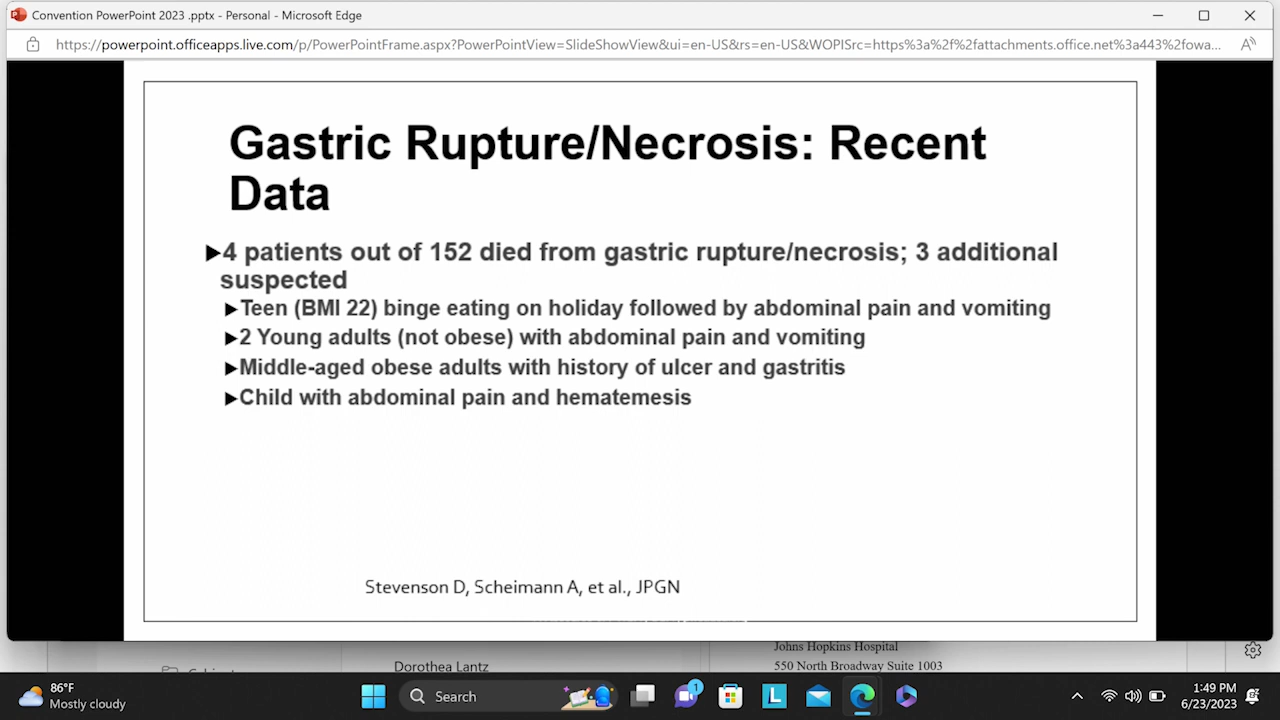 Convention PowerPoint 2023 .pptx - Personal - Microsoft Edge
https://powerpoint.officeapps.live.com/p/PowerPointFrame.aspx?PowerPointView=SlideShowView&ui=en-US&rs=en-US&WOPISrc=https%3a%2f%2fattachments.office.net%3a443%2fowa...
Gastric Rupture/Necrosis: Recent
Data
4 patients out of 152 died from gastric rupture/necrosis; 3 additional
suspected
Teen (BMI 22) binge eating on holiday followed by abdominal pain and vomiting
2 Young adults (not obese) with abdominal pain and vomiting
Middle-aged obese adults with history of ulcer and gastritis
Child with abdominal pain and hematemesis
Stevenson D, Scheimann A, et al., JPGN
Johns Hopkins Hospital
Dorothea Lantz
550 North Broadway Suite 1003
86°F
Mostly cloudy
Search
1
L
1:49 PM
6/23/2023